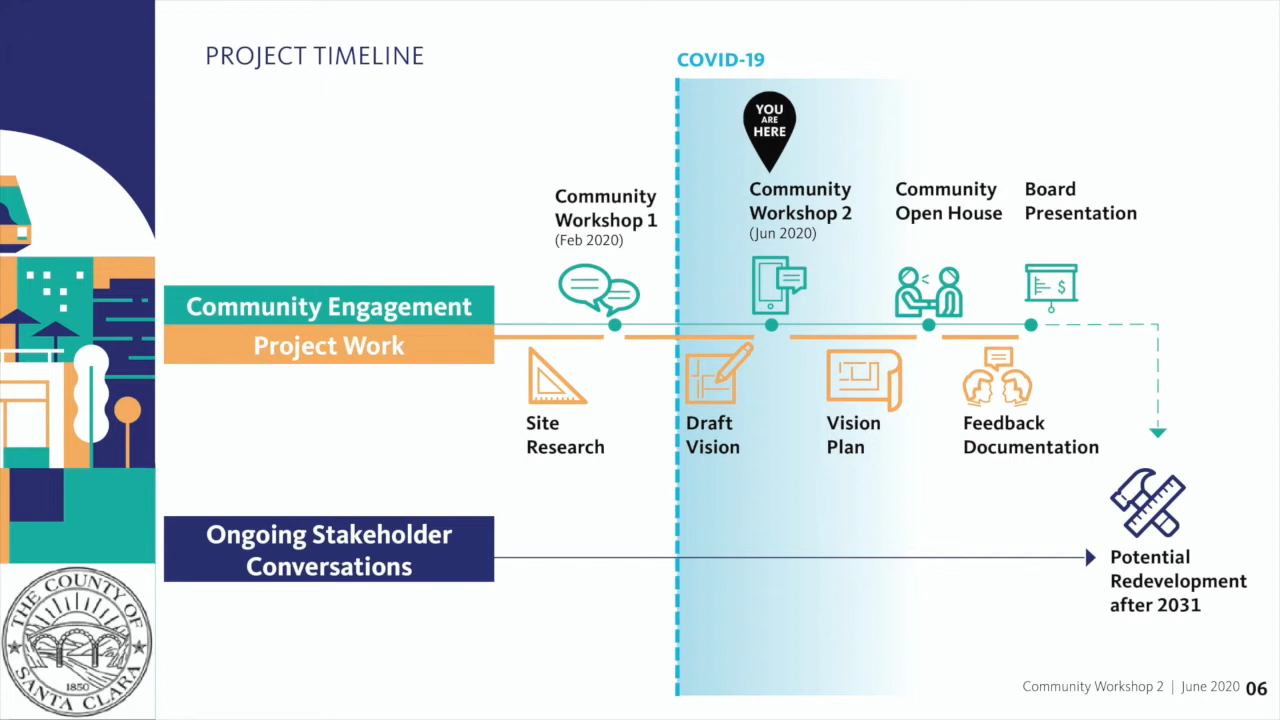 PROJECT TIMELINE
COVID-19
YOU
ARE
HERE
Community
Workshop 1
(Feb 2020)
Community
Workshop 2
(Jun 2020)
Community
Open House
Board
Presentation
$
Community Engagement
Project Work
Site
Research
Draft
Vision
Vision
Plan
Feedback
Documentation
Ongoing Stakeholder
Conversations
Potential
Redevelopment
after 2031
THE COUNTY OF
SANTA CLARA
1850
Community Workshop 2 | June 2020 06